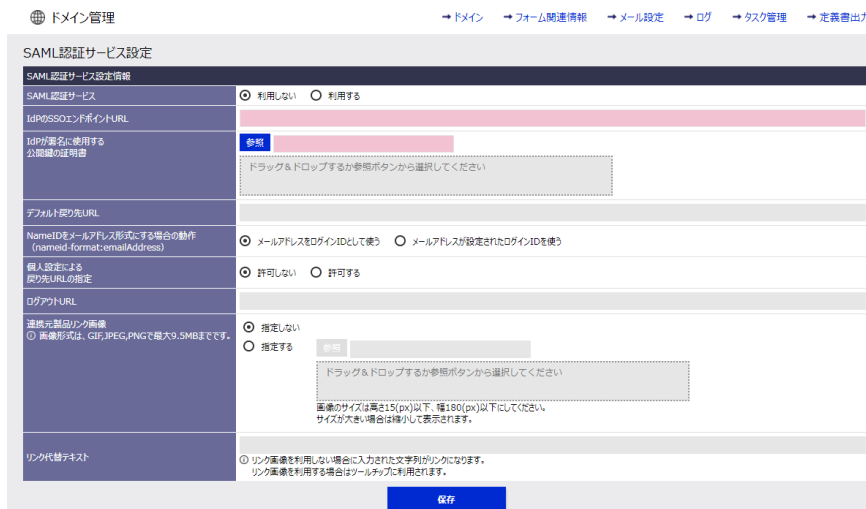 ドメイン管理
→ドメイン →フォーム関連情報 →メール設定 →ログ →タスク管理 →定義書出力
SAML認証サービス設定
SAML認証サービス設定情報
SAML認証サービス
利用しない 利用する
IdPのSSOエンドポイントURL
IdPが署名に使用する
公開鍵の証明書
参照
ドラッグ&ドロップするか参照ボタンから選択してください
デフォルト戻り先URL
NameIDをメールアドレス形式にする場合の動作
(nameid-format:emailAddress)
メールアドレスをログインIDとして使う メールアドレスが設定されたログインIDを使う
個人設定による
戻り先URLの指定
許可しない 許可する
ログアウトURL
連携元製品リンク画像
① 画像形式は、GIF,JPEG,PNGで最大9.5MBまでです。
指定しない
指定する 参照
ドラッグ&ドロップするか参照ボタンから選択してください
画像のサイズは高さ15(px)以下、幅180(px)以下にしてください。
サイズが大きい場合は縮小して表示されます。
リンク代替テキスト
① リンク画像を利用しない場合に入力された文字列がリンクになります。
リンク画像を利用する場合はツールチップに利用されます。
保存